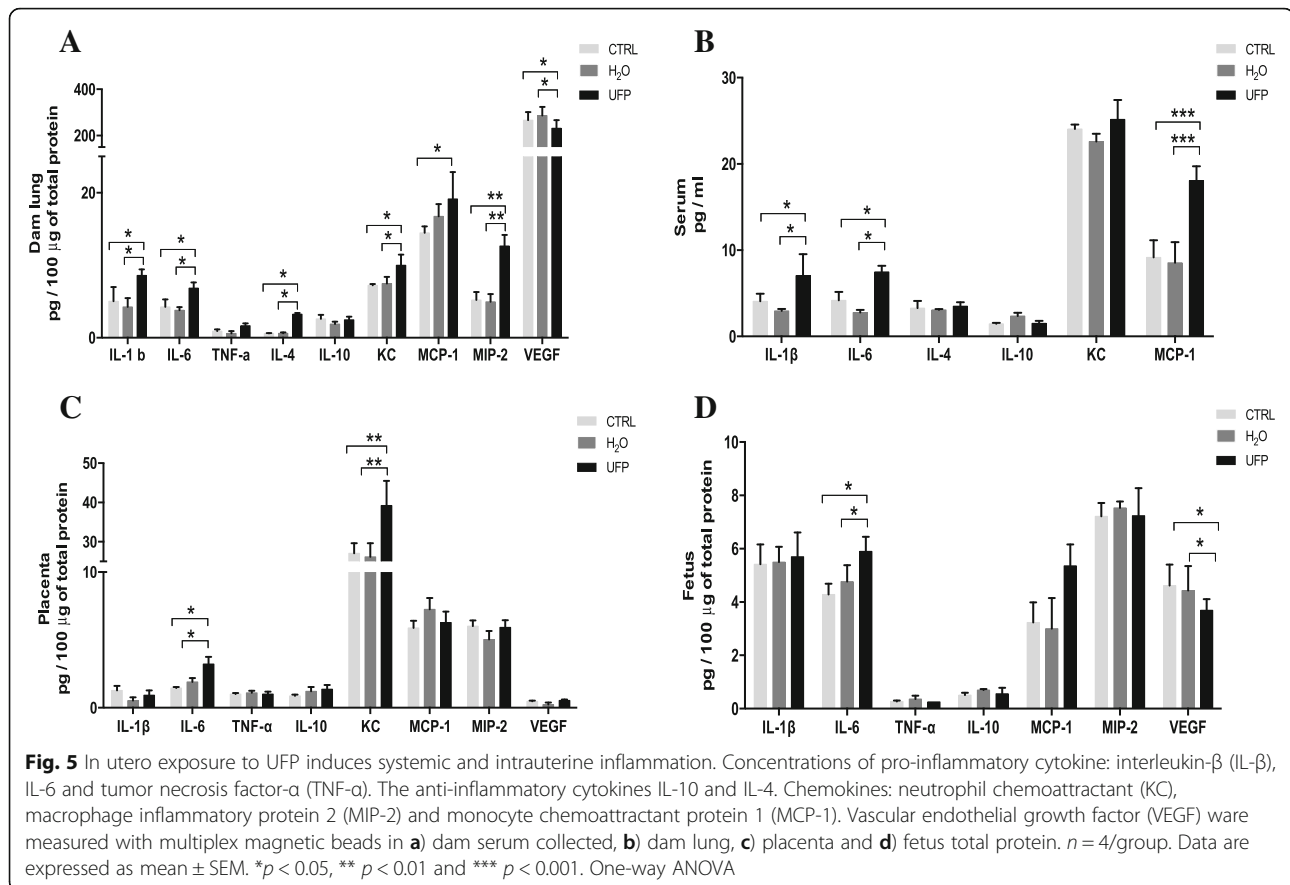 A
CTRL
H₂O
UFP
Dam lung
pg / 100 µg of total protein
400
200
20
0
* * * * * * * * * * ** ** * *
IL-1 b IL-6 TNF-a IL-4 IL-10 KC MCP-1 MIP-2 VEGF
B
CTRL
H₂O
UFP
Serum
pg / ml
30
20
10
0
* * * * *** ***
IL-1β IL-6 IL-4 IL-10 KC MCP-1
C
CTRL
H₂O
UFP
Placenta
pg / 100 µg of total protein
50
40
30
10
0
* * ** **
IL-1β IL-6 TNF-α IL-10 KC MCP-1 MIP-2 VEGF
D
CTRL
H₂O
UFP
Fetus
pg / 100 µg of total protein
10
8
6
4
2
0
* * * *
IL-1β IL-6 TNF-α IL-10 MCP-1 MIP-2 VEGF
Fig. 5 In utero exposure to UFP induces systemic and intrauterine inflammation. Concentrations of pro-inflammatory cytokine: interleukin-β (IL-β),
IL-6 and tumor necrosis factor-α (TNF-α). The anti-inflammatory cytokines IL-10 and IL-4. Chemokines: neutrophil chemoattractant (KC),
macrophage inflammatory protein 2 (MIP-2) and monocyte chemoattractant protein 1 (MCP-1). Vascular endothelial growth factor (VEGF) ware
measured with multiplex magnetic beads in a) dam serum collected, b) dam lung, c) placenta and d) fetus total protein. n = 4/group. Data are
expressed as mean ± SEM. *p < 0.05, ** p < 0.01 and *** p < 0.001. One-way ANOVA